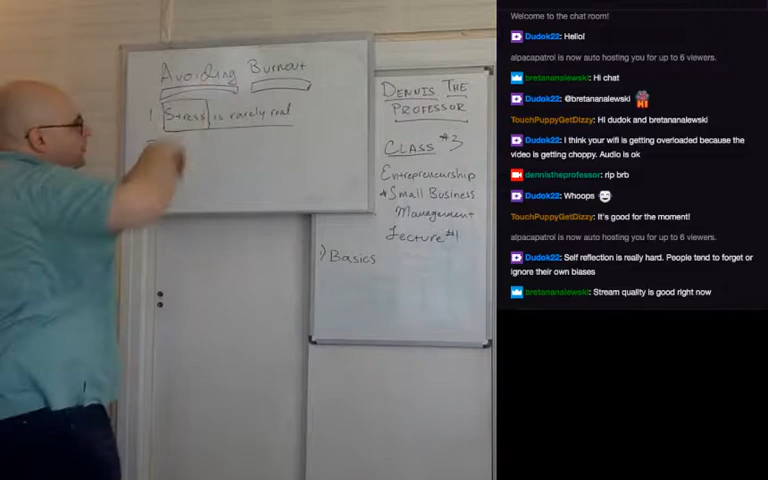 Avoiding Burnout
1 Stress is rarely real
DENNIS THE
PROFESSOR
CLASS #3
Entrepreneurship
*Small Business
Management
Lecture #1
1) Basics
Welcome to the chat room!
Dudok22: Hello!
alpacapatrol is now auto hosting you for up to 6 viewers.
bretananalewski: Hi chat
Dudok22: @bretananalewski HI
TouchPuppyGetDizzy: Hi dudok and bretananalewski
Dudok22: I think your wifi is getting overloaded because the
video is getting choppy. Audio is ok
dennistheprofessor: rip brb
Dudok22: Whoops
TouchPuppyGetDizzy: It's good for the moment!
alpacapatrol is now auto hosting you for up to 6 viewers.
Dudok22: Self reflection is really hard. People tend to forget or
ignore their own biases
bretananalewski: Stream quality is good right now